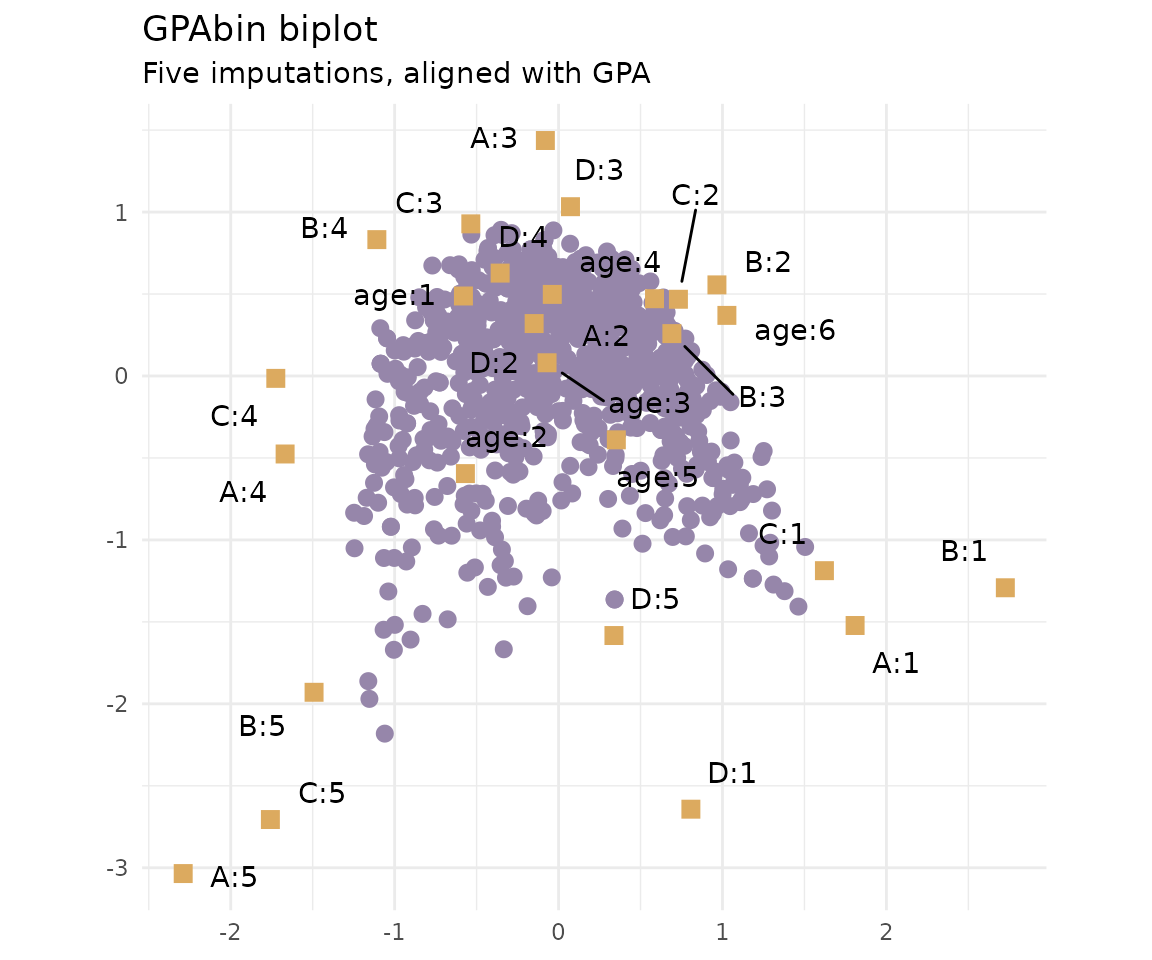 GPAbin biplot
Five imputations, aligned with GPA
A:3
D:3
C:2
C:3
B:4
D:4
age:4
B:2
age:1
A:2
age:6
D:2
age:3
B:3
C:4
age:2
A:4
age:5
C:1
B:1
D:5
A:1
B:5
D:1
C:5
A:5
1
0
-1
-2
-3
-2
-1
0
1
2